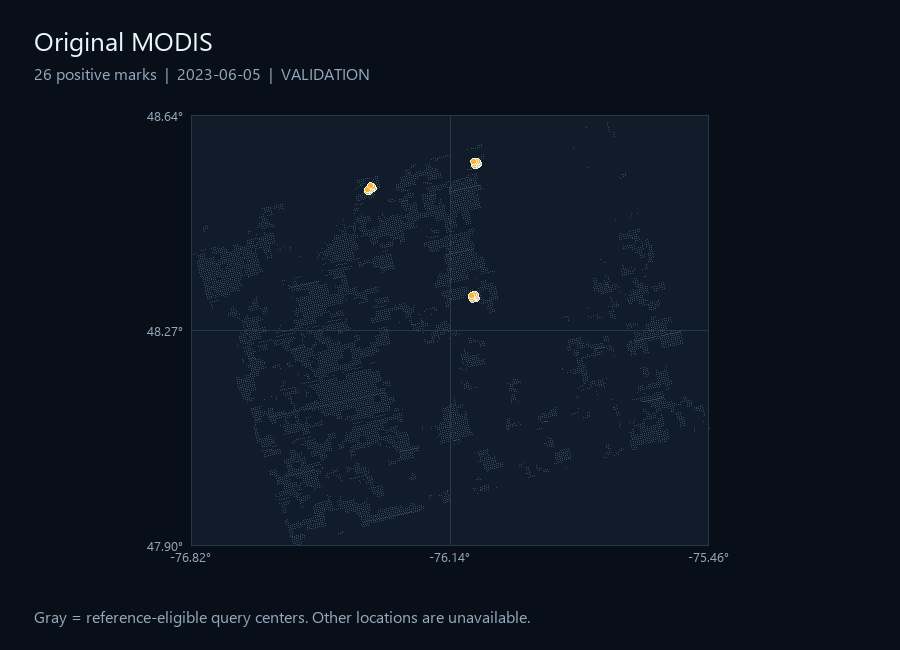 Original MODIS
26 positive marks | 2023-06-05 | VALIDATION
48.64°
48.27°
47.90°
-76.82°
-76.14°
-75.46°
Gray = reference-eligible query centers. Other locations are unavailable.